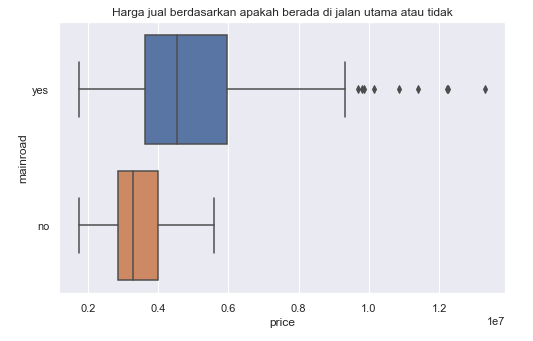 Harga jual berdasarkan apakah berada di jalan utama atau tidak
yes
mainroad
no
0.2 0.4 0.6 0.8 1.0 1.2
1e7
price